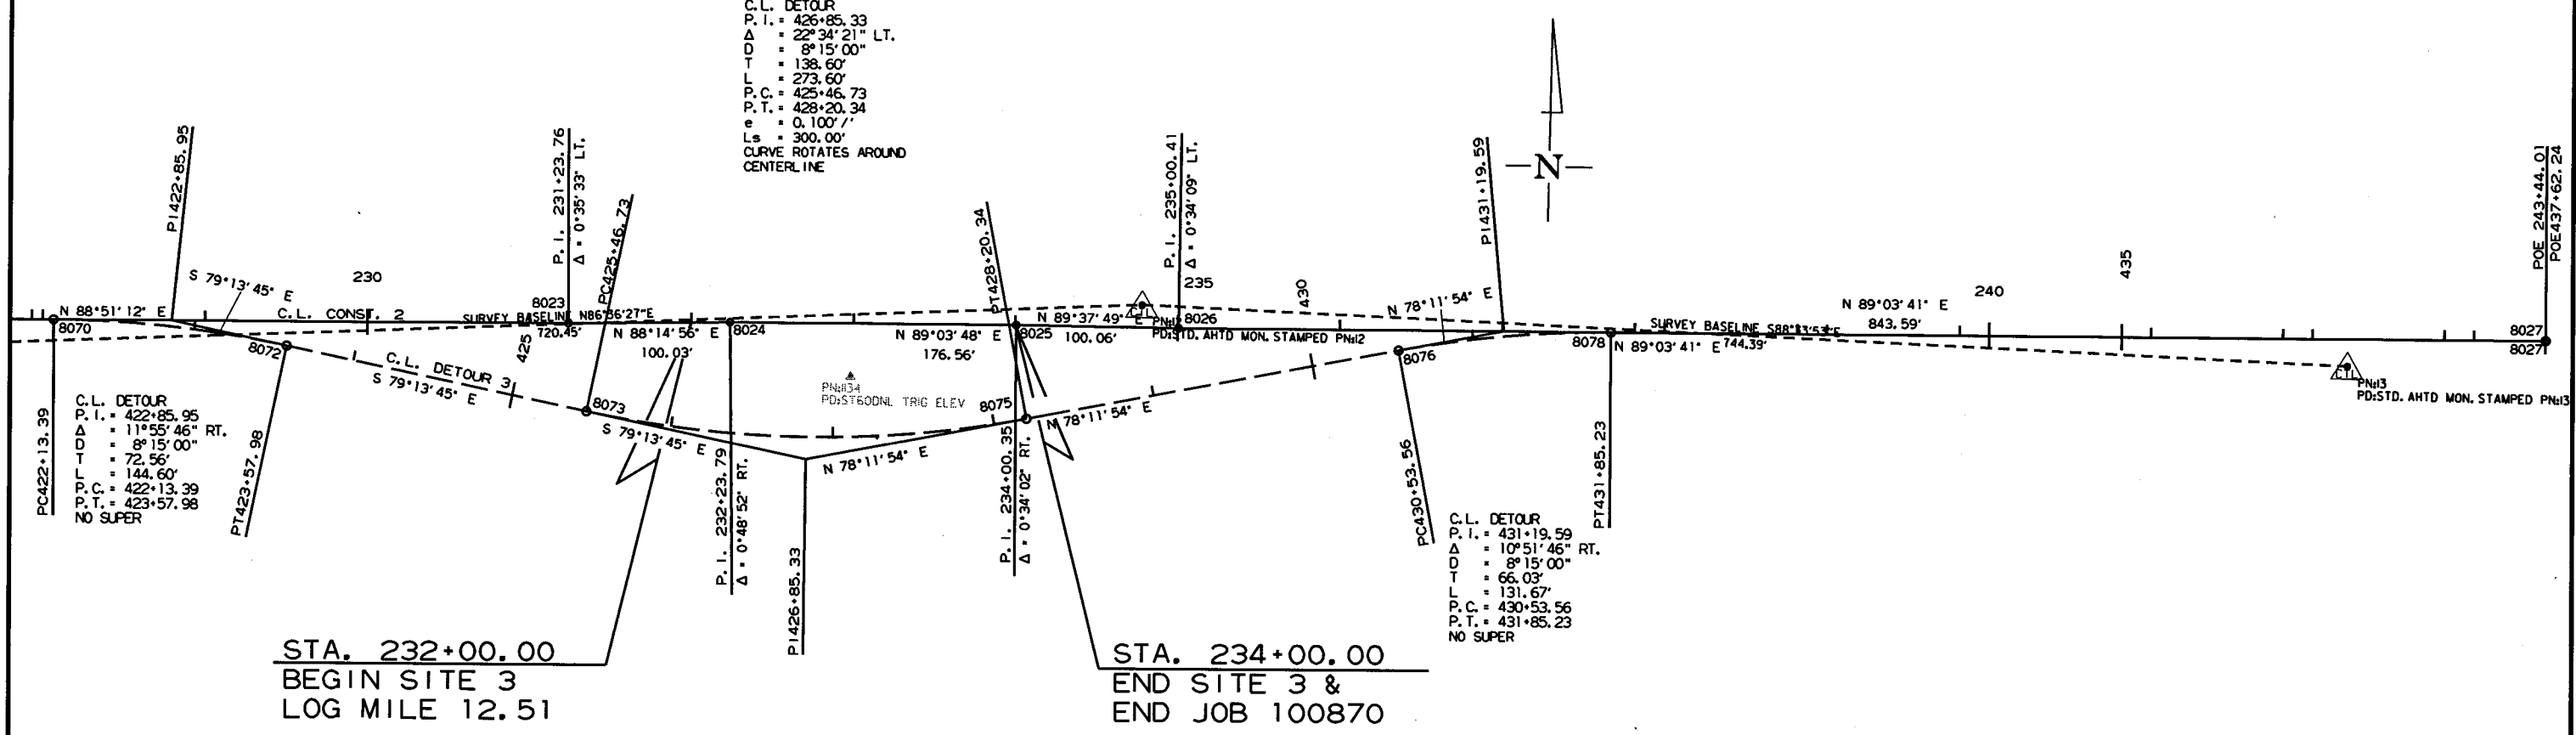 C.L. DETOUR
P.I. = 426+85.33
Δ = 22°34'21" LT.
D = 8°15'00"
T = 138.60'
L = 273.60'
P.C. = 425+46.73
P.T. = 428+20.34
e = 0.100'/'
Ls = 300.00'
CURVE ROTATES AROUND
CENTERLINE
N
PI422+85.95
P.I. 231+23.76
Δ = 0°35'33" LT.
PC425+46.73
PT428+20.34
P.I. 235+00.41
Δ = 0°34'09" LT.
PI431+19.59
POE 243+44.01
POE437+62.24
S 79°13'45" E
230
N 88°51'12" E
C.L. CONST. 2
8070
8023
SURVEY BASELINE
720.45'
N 88°14'56" E
100.03'
8024
N 89°03'48" E
176.56'
8025
N 89°37'49" E
100.06'
CTL
8026
PD:STD. AHTD MON. STAMPED PN:12
235
430
N 78°11'54" E
435
240
N 89°03'41" E
843.59'
SURVEY BASELINE
744.39'
8078
N 89°03'41" E
8027
8027
8072
425
C.L. DETOUR 3
S 79°13'45" E
8073
S 79°13'45" E
PN:1134
PD:ST60DNL TRIG ELEV
8075
N 78°11'54" E
N 78°11'54" E
8076
CTL
PN:13
PD:STD. AHTD MON. STAMPED PN:13
PC422+13.39
C.L. DETOUR
P.I. = 422+85.95
Δ = 11°55'46" RT.
D = 8°15'00"
T = 72.56'
L = 144.60'
P.C. = 422+13.39
P.T. = 423+57.98
NO SUPER
PT423+57.98
P.I. 232+23.79
Δ = 0°48'52" RT.
PI426+85.33
P.I. 234+00.35
Δ = 0°34'02" RT.
PC430+53.56
C.L. DETOUR
P.I. = 431+19.59
Δ = 10°51'46" RT.
D = 8°15'00"
T = 66.03'
L = 131.67'
P.C. = 430+53.56
P.T. = 431+85.23
NO SUPER
PT431+85.23
STA. 232+00.00
BEGIN SITE 3
LOG MILE 12.51
STA. 234+00.00
END SITE 3 &
END JOB 100870